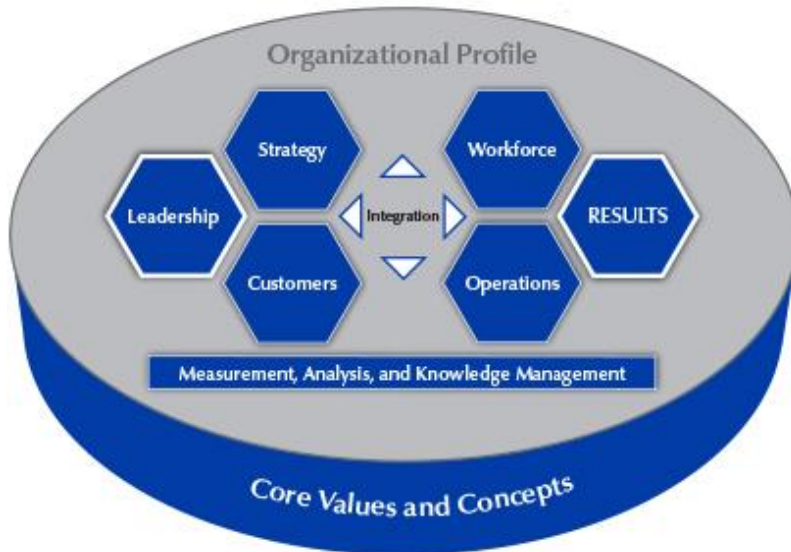 Organizational Profile
Strategy
Workforce
Leadership
Integration
RESULTS
Customers
Operations
Measurement, Analysis, and Knowledge Management
Core Values and Concepts